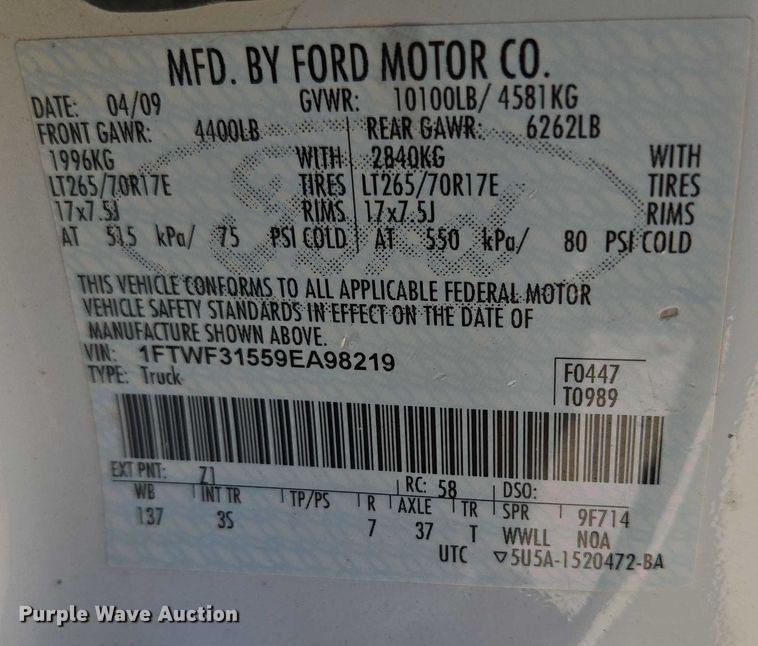 MFD. BY FORD MOTOR CO.
DATE: 04/09 GVWR: 10100LB/ 4581KG
FRONT GAWR: 4400LB REAR GAWR: 6262LB
1996KG WITH 2840KG WITH
LT265/70R17E TIRES LT265/70R17E TIRES
17x7.5J RIMS 17x7.5J RIMS
AT 515 kPa/ 75 PSI COLD AT 550 kPa/ 80 PSI COLD
Ford
THIS VEHICLE CONFORMS TO ALL APPLICABLE FEDERAL MOTOR
VEHICLE SAFETY STANDARDS IN EFFECT ON THE DATE OF
MANUFACTURE SHOWN ABOVE.
VIN: 1FTWF31559EA98219
TYPE: Truck
F0447
T0989
EXT PNT: Z1 RC: 58 DSO:
WB INT TR TP/PS R AXLE TR SPR 9F714
137 3S 7 37 T WWLL NOA
UTC ▽5U5A-1520472-BA
Purple Wave Auction